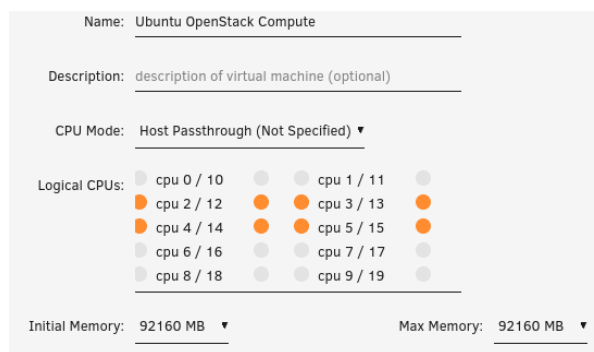 Name: Ubuntu OpenStack Compute
Description: description of virtual machine (optional)
CPU Mode: Host Passthrough (Not Specified)
Logical CPUs: cpu 0 / 10 cpu 1 / 11
cpu 2 / 12 cpu 3 / 13
cpu 4 / 14 cpu 5 / 15
cpu 6 / 16 cpu 7 / 17
cpu 8 / 18 cpu 9 / 19
Initial Memory: 92160 MB Max Memory: 92160 MB